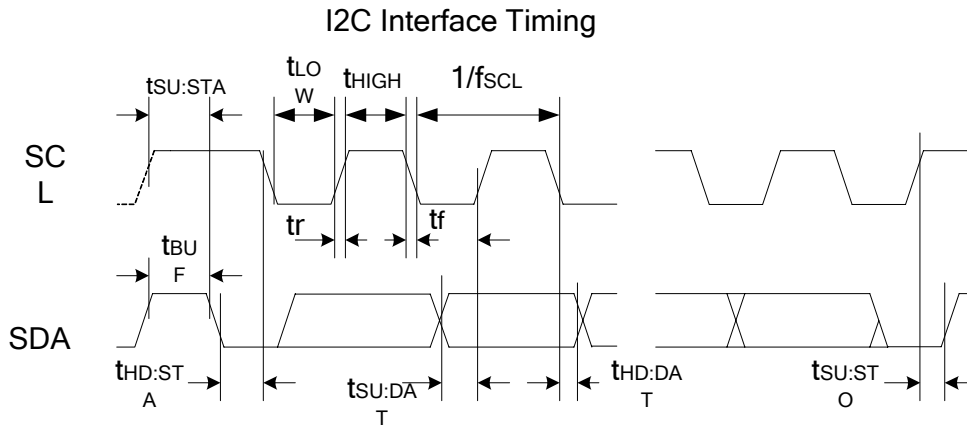 I2C Interface Timing
tSU:STA
tLO
W
tHIGH
1/fSCL
SC
L
tr
tf
tBU
F
SDA
tHD:ST
A
tSU:DA
T
tHD:DA
T
tSU:ST
O